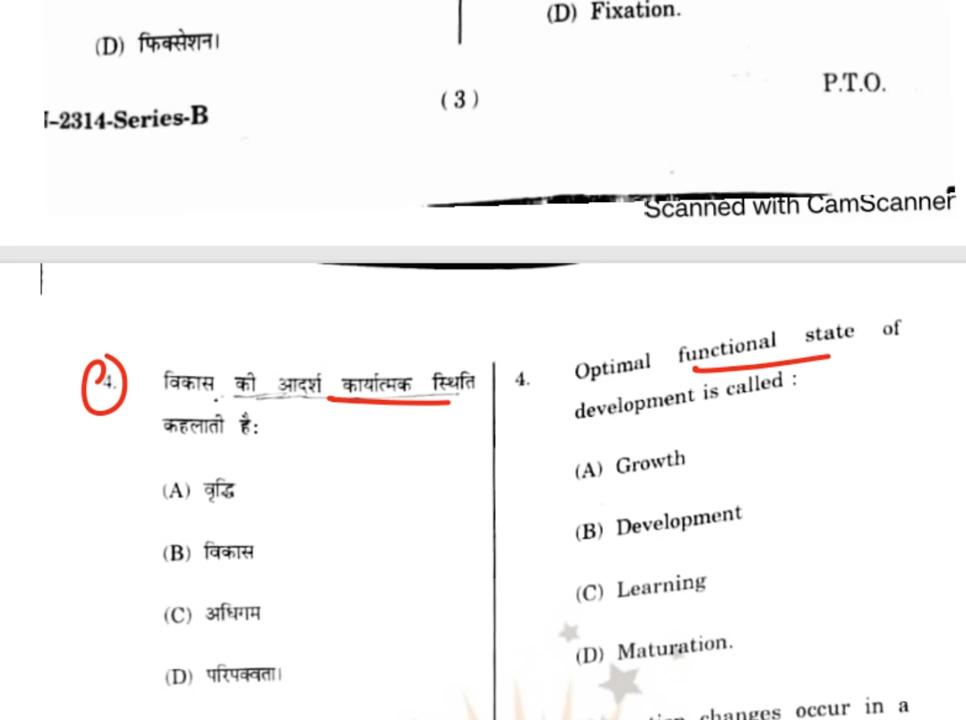 (D) फिक्सेशन।
(D) Fixation.
-2314-Series-B
(3)
P.T.O.
Scanned with CamScanner
4. विकास की आदर्श कार्यात्मक स्थिति
कहलाती है:
(A) वृद्धि
(B) विकास
(C) अधिगम
(D) परिपक्वता।
4. Optimal functional state of
development is called :
(A) Growth
(B) Development
(C) Learning
(D) Maturation.
changes occur in a